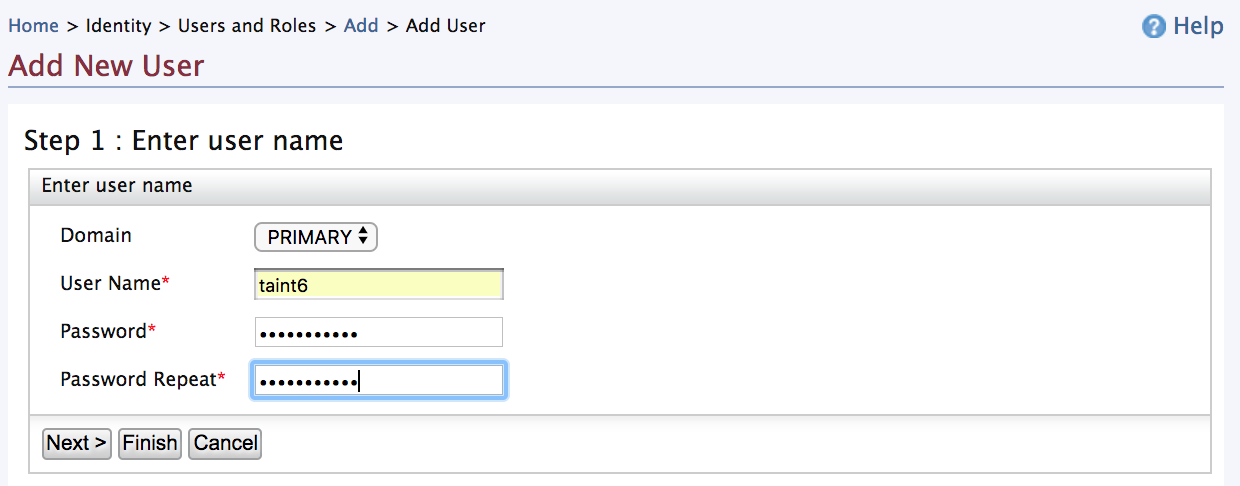 Home > Identity > Users and Roles > Add > Add User
? Help
Add New User
Step 1 : Enter user name
Enter user name
Domain PRIMARY
User Name* taint6
Password* •••••••••••
Password Repeat* •••••••••••
Next > Finish Cancel